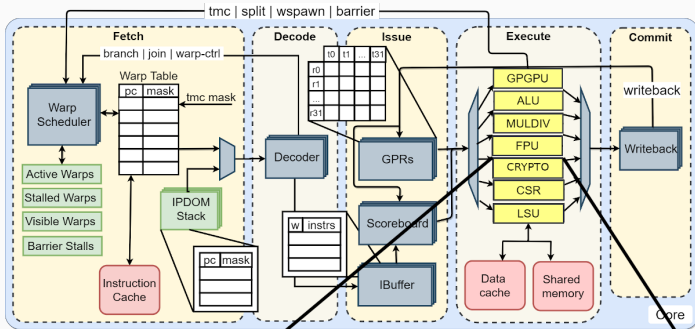 tmc | split | wspawn | barrier
Fetch
Decode
Issue
Execute
Commit
branch | join | warp-ctrl
Warp Table
pc mask
tmc mask
Warp
Scheduler
Active Warps
Stalled Warps
Visible Warps
Barrier Stalls
IPDOM
Stack
pc mask
Instruction
Cache
Decoder
w instrs
t0 t1 ... t31
r0
r1
...
r31
GPRs
Scoreboard
IBuffer
GPGPU
ALU
MULDIV
FPU
CRYPTO
CSR
LSU
Data
cache
Shared
memory
writeback
Writeback
Core